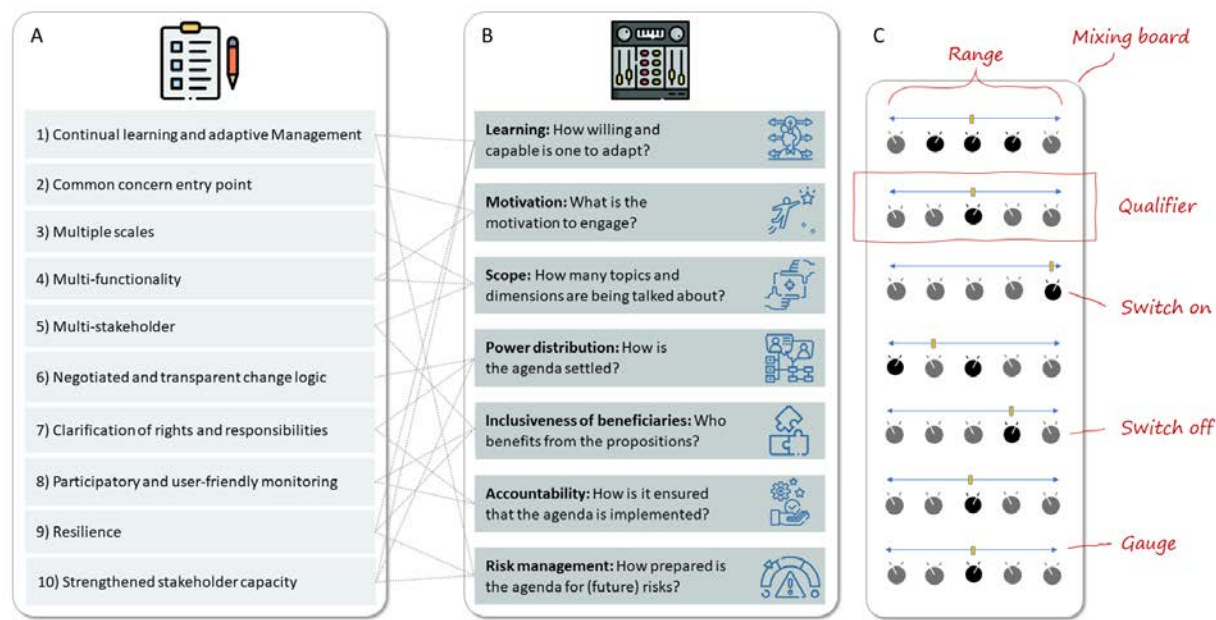 A
1) Continual learning and adaptive Management
2) Common concern entry point
3) Multiple scales
4) Multi-functionality
5) Multi-stakeholder
6) Negotiated and transparent change logic
7) Clarification of rights and responsibilities
8) Participatory and user-friendly monitoring
9) Resilience
10) Strengthened stakeholder capacity
B
Learning: How willing and
capable is one to adapt?
Motivation: What is the
motivation to engage?
Scope: How many topics and
dimensions are being talked about?
Power distribution: How is
the agenda settled?
Inclusiveness of beneficiaries: Who
benefits from the propositions?
Accountability: How is it ensured
that the agenda is implemented?
Risk management: How prepared is
the agenda for (future) risks?
C
Mixing board
Range
Qualifier
Switch on
Switch off
Gauge